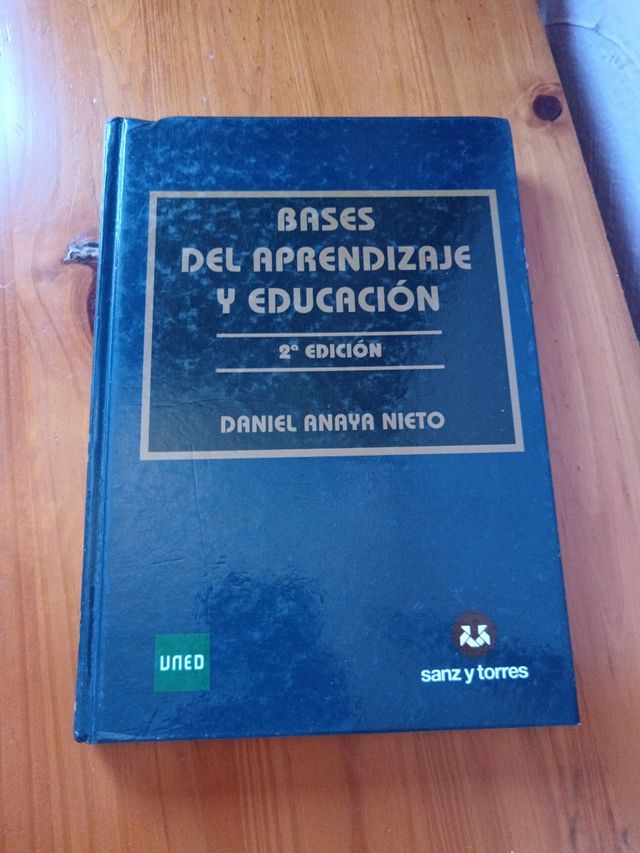 BASES
DEL APRENDIZAJE
Y EDUCACIÓN
2ª EDICIÓN
DANIEL ANAYA NIETO
UNED
sanz y torres